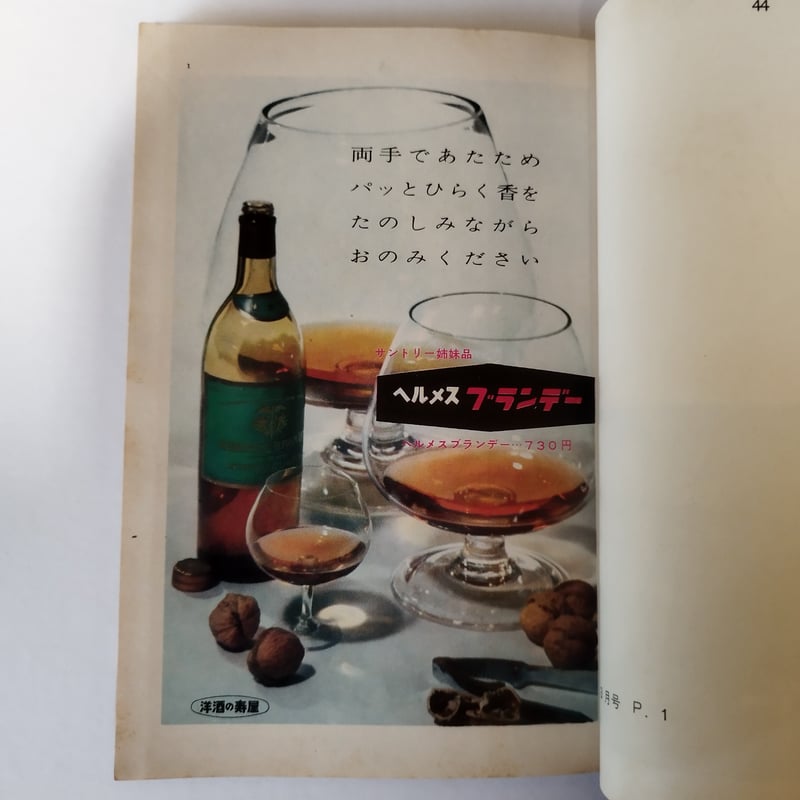 44
1
両手であたため
パッとひらく香を
たのしみながら
おのみください
サントリー姉妹品
ヘルメス ブランデー
ヘルメスブランデー…730円
洋酒の寿屋
月号 P. 1